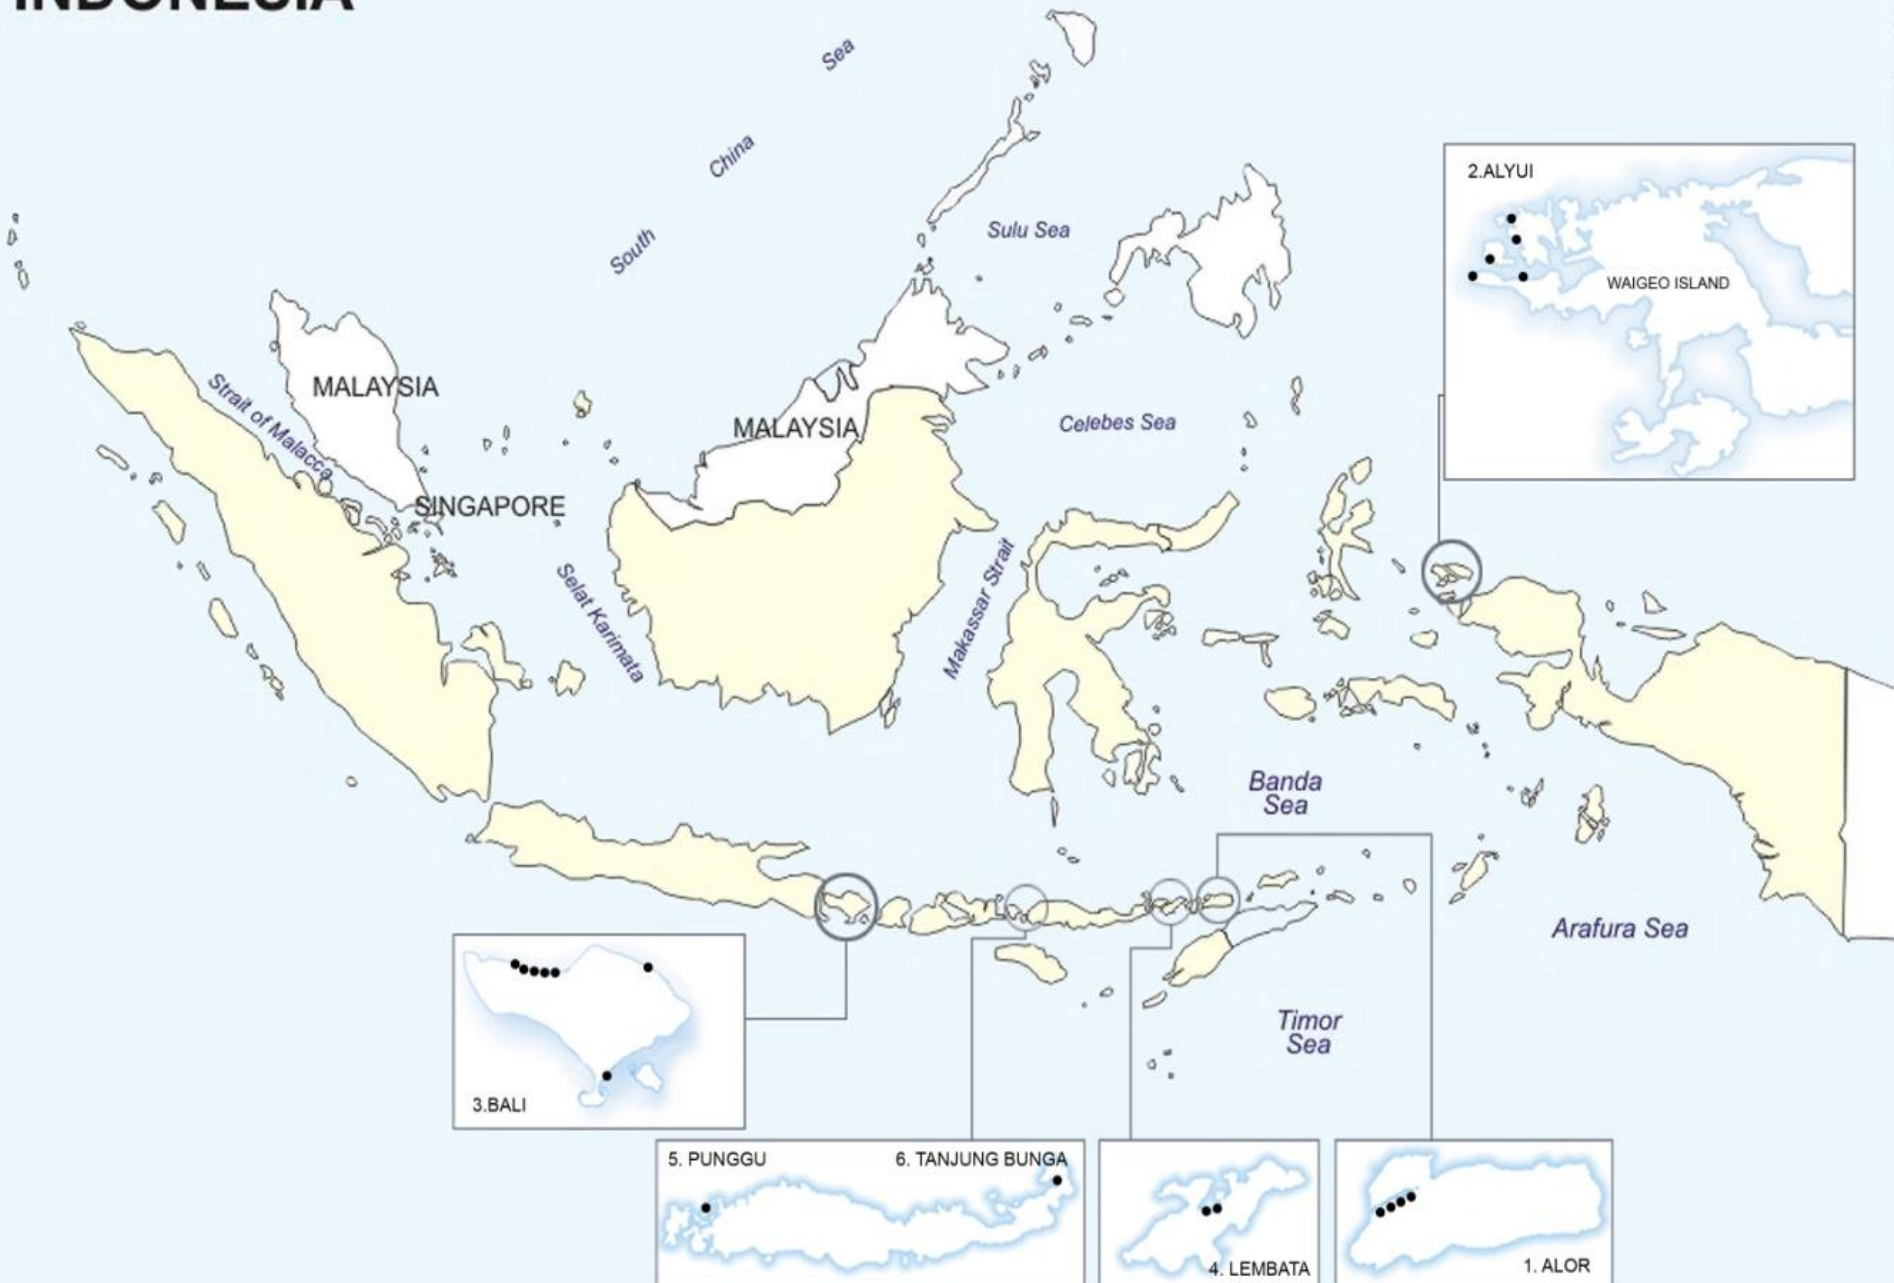 INDONESIA
South China Sea
2.ALYUI
Sulu Sea
WAIGEO ISLAND
MALAYSIA
Strait of Malacca
MALAYSIA
Celebes Sea
SINGAPORE
Selat Karimata
Makassar Strait
Banda
Sea
Arafura Sea
Timor
Sea
3.BALI
5. PUNGGU
6. TANJUNG BUNGA
4. LEMBATA
1. ALOR